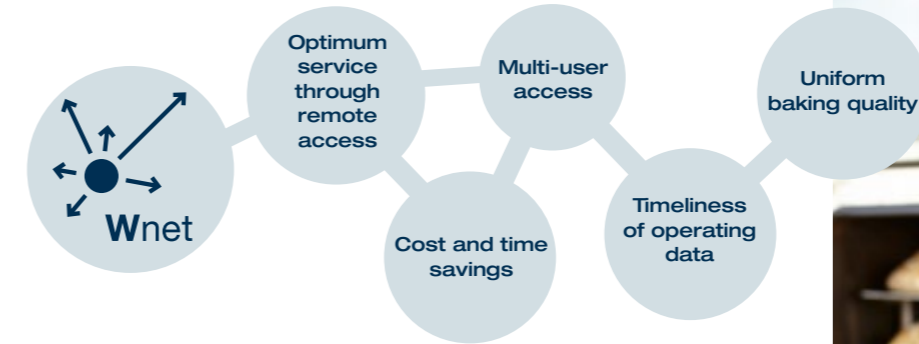 Wnet
Optimum
service
through
remote
access
Multi-user
access
Cost and time
savings
Timeliness
of operating
data
Uniform
baking quality